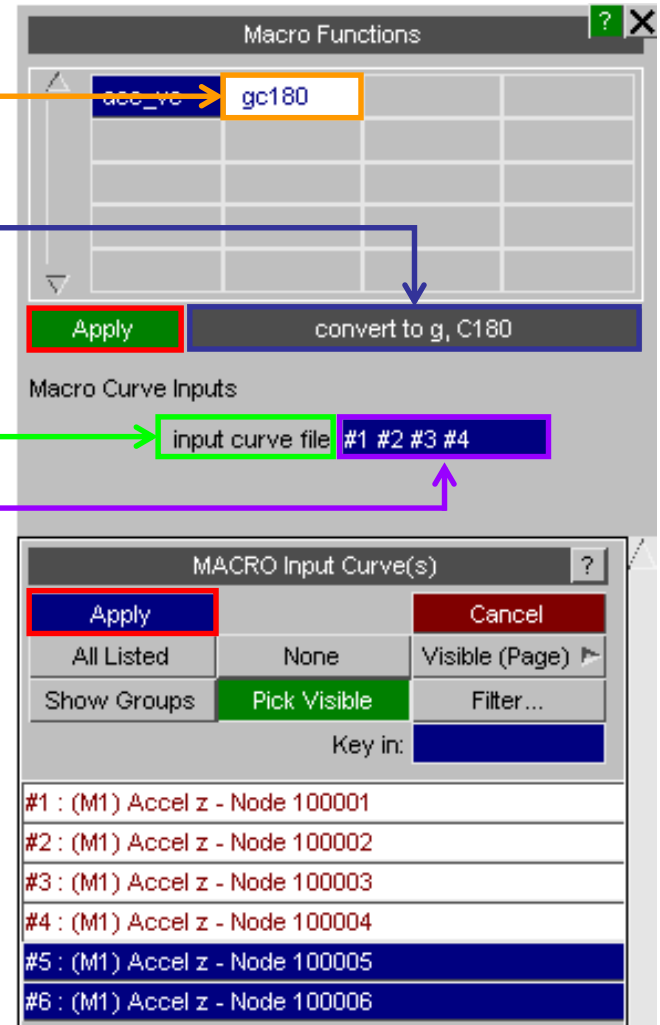 Macro Functions ?
acc_vc gc180
Apply convert to g, C180
Macro Curve Inputs
input curve file #1 #2 #3 #4
MACRO Input Curve(s) ?
Apply Cancel
All Listed None Visible (Page)
Show Groups Pick Visible Filter...
Key in:
#1 : (M1) Accel z - Node 100001
#2 : (M1) Accel z - Node 100002
#3 : (M1) Accel z - Node 100003
#4 : (M1) Accel z - Node 100004
#5 : (M1) Accel z - Node 100005
#6 : (M1) Accel z - Node 100006